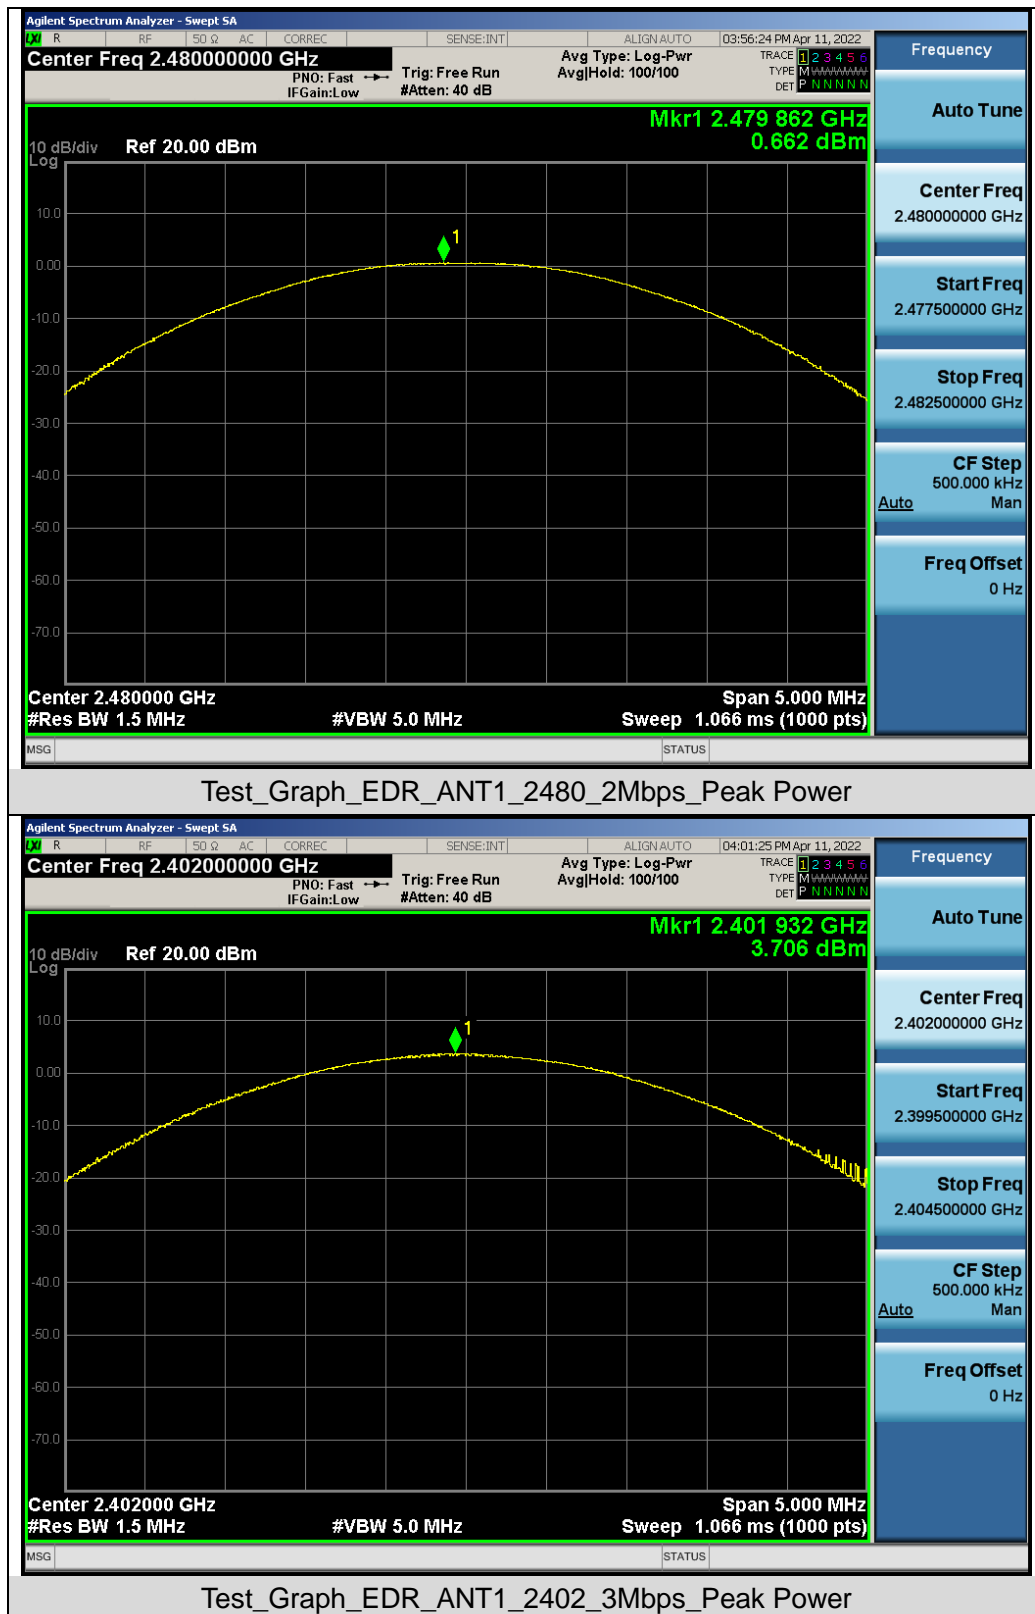 Agilent Spectrum Analyzer - Swept SA
LXI R RF 50 Ω AC CORREC SENSE:INT ALIGN AUTO 03:56:24 PM Apr 11, 2022
Center Freq 2.480000000 GHz
PNO: Fast
IFGain:Low
Trig: Free Run
#Atten: 40 dB
Avg Type: Log-Pwr
Avg|Hold: 100/100
TRACE 1 2 3 4 5 6
TYPE M WWWWW
DET P N N N N N
Frequency
Mkr1 2.479 862 GHz
0.662 dBm
10 dB/div Ref 20.00 dBm
Log
10.0
0.00
-10.0
-20.0
-30.0
-40.0
-50.0
-60.0
-70.0
1
Center 2.480000 GHz
Span 5.000 MHz
#Res BW 1.5 MHz #VBW 5.0 MHz Sweep 1.066 ms (1000 pts)
MSG STATUS
Auto Tune
Center Freq
2.480000000 GHz
Start Freq
2.477500000 GHz
Stop Freq
2.482500000 GHz
CF Step
500.000 kHz
Auto Man
Freq Offset
0 Hz
Test_Graph_EDR_ANT1_2480_2Mbps_Peak Power
Agilent Spectrum Analyzer - Swept SA
LXI R RF 50 Ω AC CORREC SENSE:INT ALIGN AUTO 04:01:25 PM Apr 11, 2022
Center Freq 2.402000000 GHz
PNO: Fast
IFGain:Low
Trig: Free Run
#Atten: 40 dB
Avg Type: Log-Pwr
Avg|Hold: 100/100
TRACE 1 2 3 4 5 6
TYPE M WWWWW
DET P N N N N N
Frequency
Mkr1 2.401 932 GHz
3.706 dBm
10 dB/div Ref 20.00 dBm
Log
10.0
0.00
-10.0
-20.0
-30.0
-40.0
-50.0
-60.0
-70.0
1
Center 2.402000 GHz
Span 5.000 MHz
#Res BW 1.5 MHz #VBW 5.0 MHz Sweep 1.066 ms (1000 pts)
MSG STATUS
Auto Tune
Center Freq
2.402000000 GHz
Start Freq
2.399500000 GHz
Stop Freq
2.404500000 GHz
CF Step
500.000 kHz
Auto Man
Freq Offset
0 Hz
Test_Graph_EDR_ANT1_2402_3Mbps_Peak Power